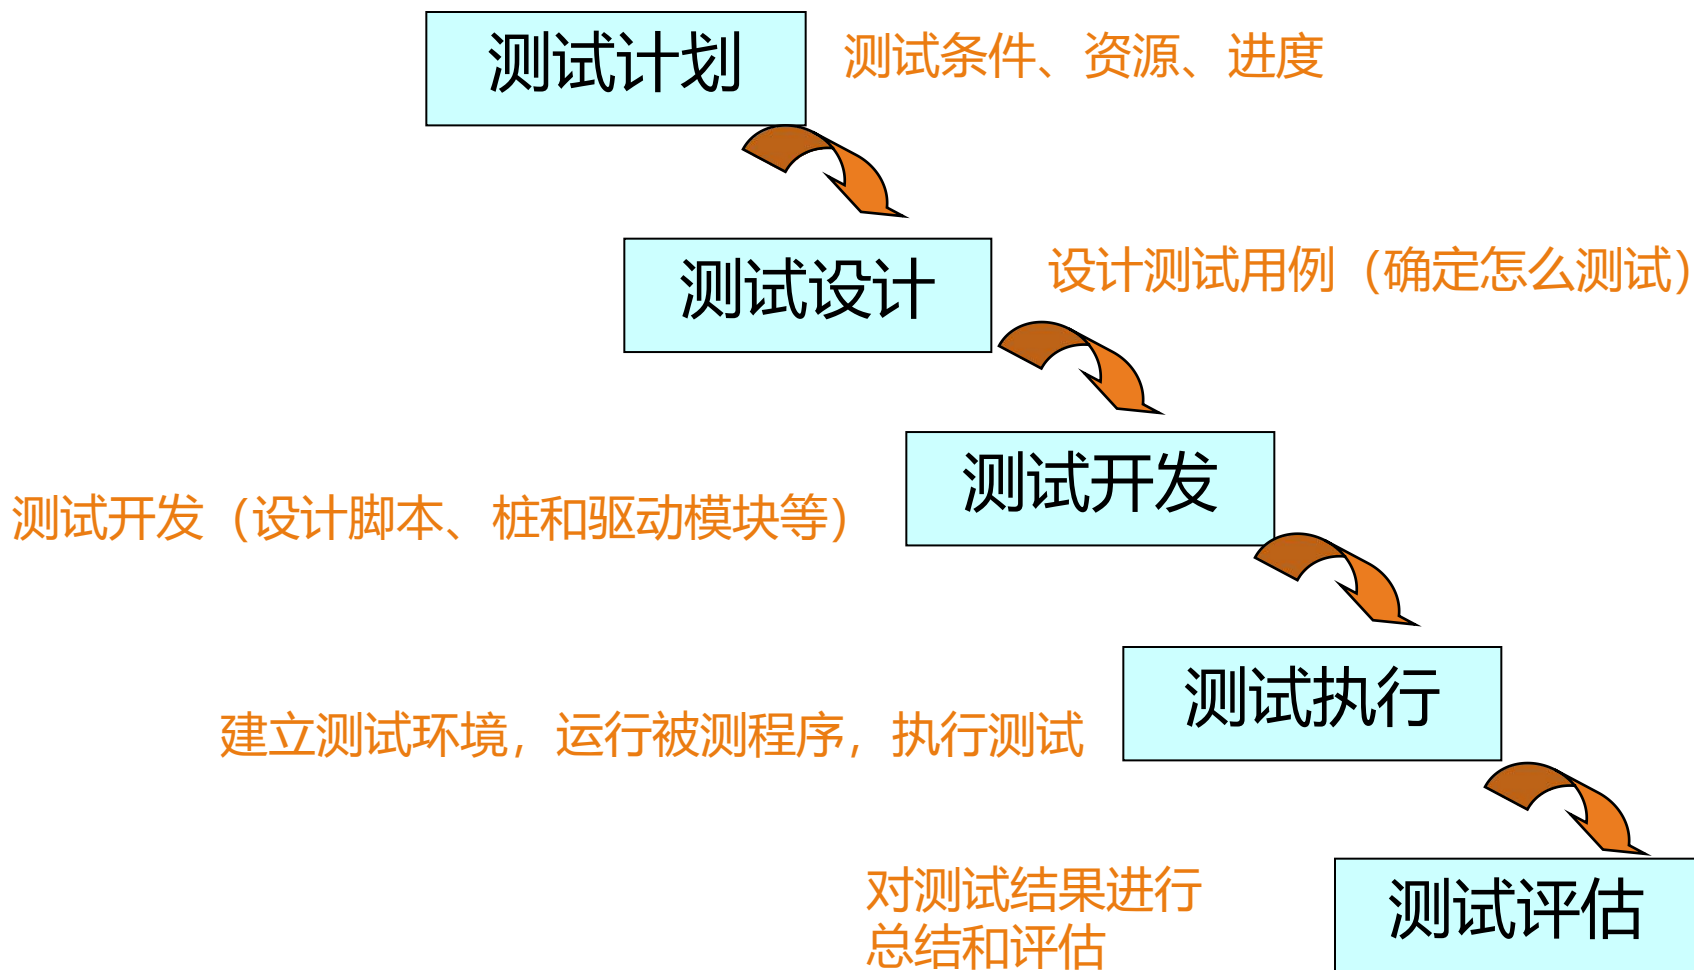 测试计划
测试条件、资源、进度
测试设计
设计测试用例（确定怎么测试）
测试开发
测试开发（设计脚本、桩和驱动模块等）
测试执行
建立测试环境，运行被测程序，执行测试
对测试结果进行
总结和评估
测试评估